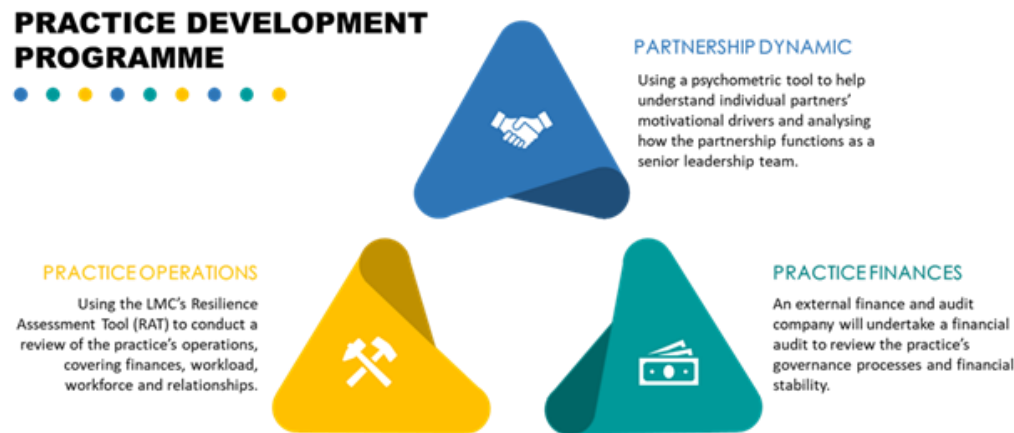 PRACTICE DEVELOPMENT
PROGRAMME
PARTNERSHIP DYNAMIC
Using a psychometric tool to help
understand individual partners’
motivational drivers and analysing
how the partnership functions as a
senior leadership team.
PRACTICE OPERATIONS
Using the LMC’s Resilience
Assessment Tool (RAT) to conduct a
review of the practice’s operations,
covering finances, workload,
workforce and relationships.
PRACTICE FINANCES
An external finance and audit
company will undertake a financial
audit to review the practice’s
governance processes and financial
stability.